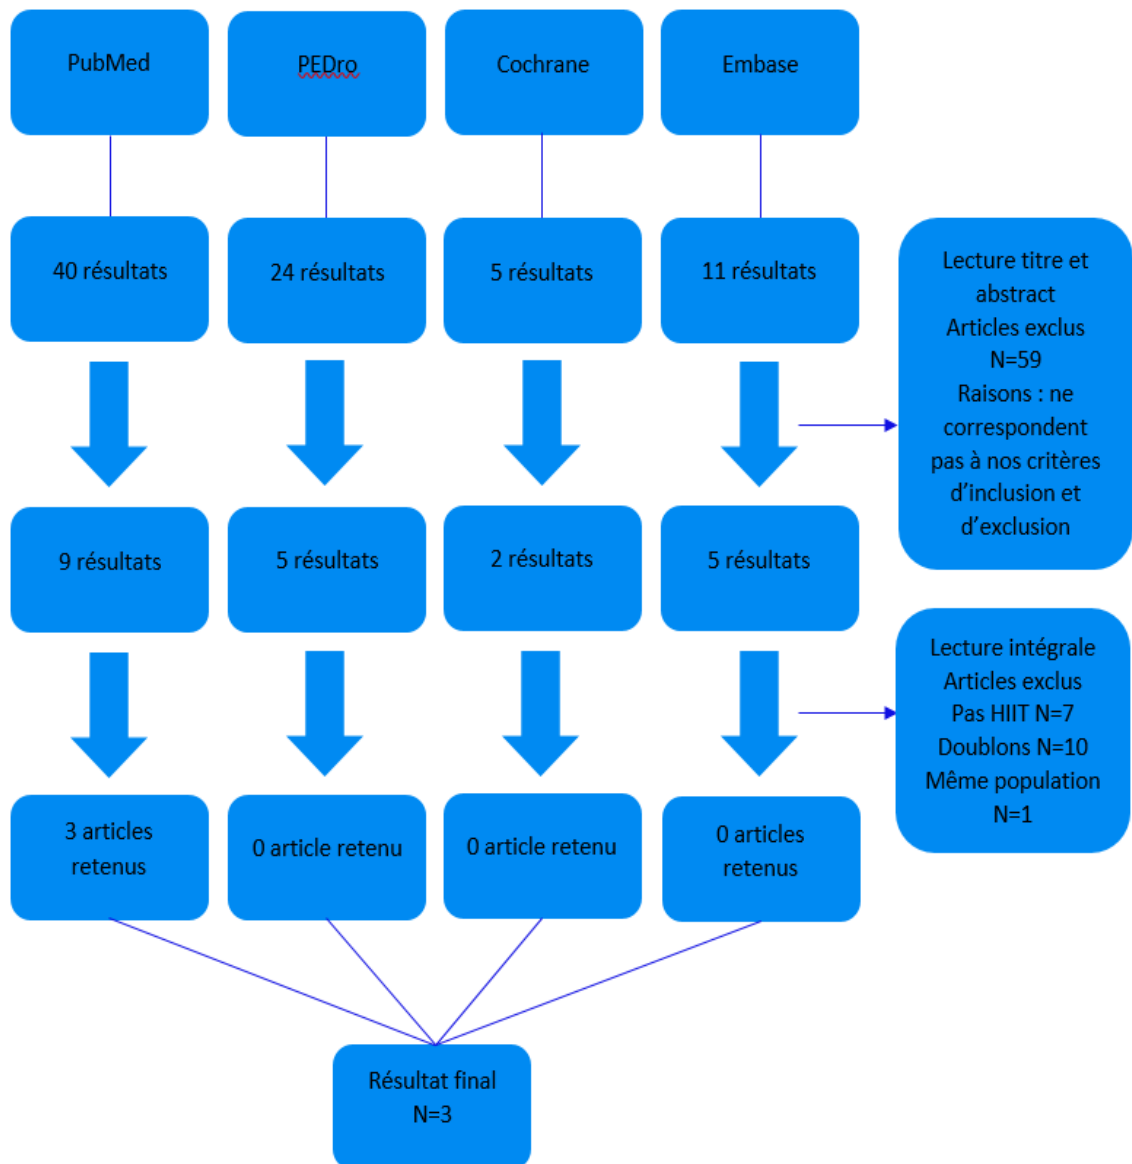 PubMed
PEDro
Cochrane
Embase
40 résultats
24 résultats
5 résultats
11 résultats
Lecture titre et
abstract
Articles exclus
N=59
Raisons : ne
correspondent
pas à nos critères
d’inclusion et
d’exclusion
9 résultats
5 résultats
2 résultats
5 résultats
Lecture intégrale
Articles exclus
Pas HIIT N=7
Doublons N=10
Même population
N=1
3 articles
retenus
0 article retenu
0 article retenu
0 articles
retenus
Résultat final
N=3